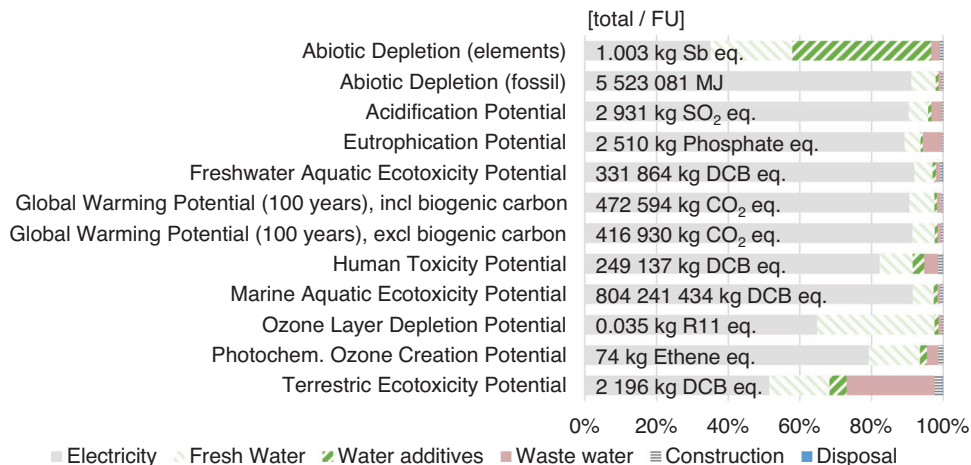 [total / FU]
Abiotic Depletion (elements) 1.003 kg Sb eq.
Abiotic Depletion (fossil) 5 523 081 MJ
Acidification Potential 2 931 kg SO₂ eq.
Eutrophication Potential 2 510 kg Phosphate eq.
Freshwater Aquatic Ecotoxicity Potential 331 864 kg DCB eq.
Global Warming Potential (100 years), incl biogenic carbon 472 594 kg CO₂ eq.
Global Warming Potential (100 years), excl biogenic carbon 416 930 kg CO₂ eq.
Human Toxicity Potential 249 137 kg DCB eq.
Marine Aquatic Ecotoxicity Potential 804 241 434 kg DCB eq.
Ozone Layer Depletion Potential 0.035 kg R11 eq.
Photochem. Ozone Creation Potential 74 kg Ethene eq.
Terrestric Ecotoxicity Potential 2 196 kg DCB eq.
0% 20% 40% 60% 80% 100%
Electricity Fresh Water Water additives Waste water Construction Disposal